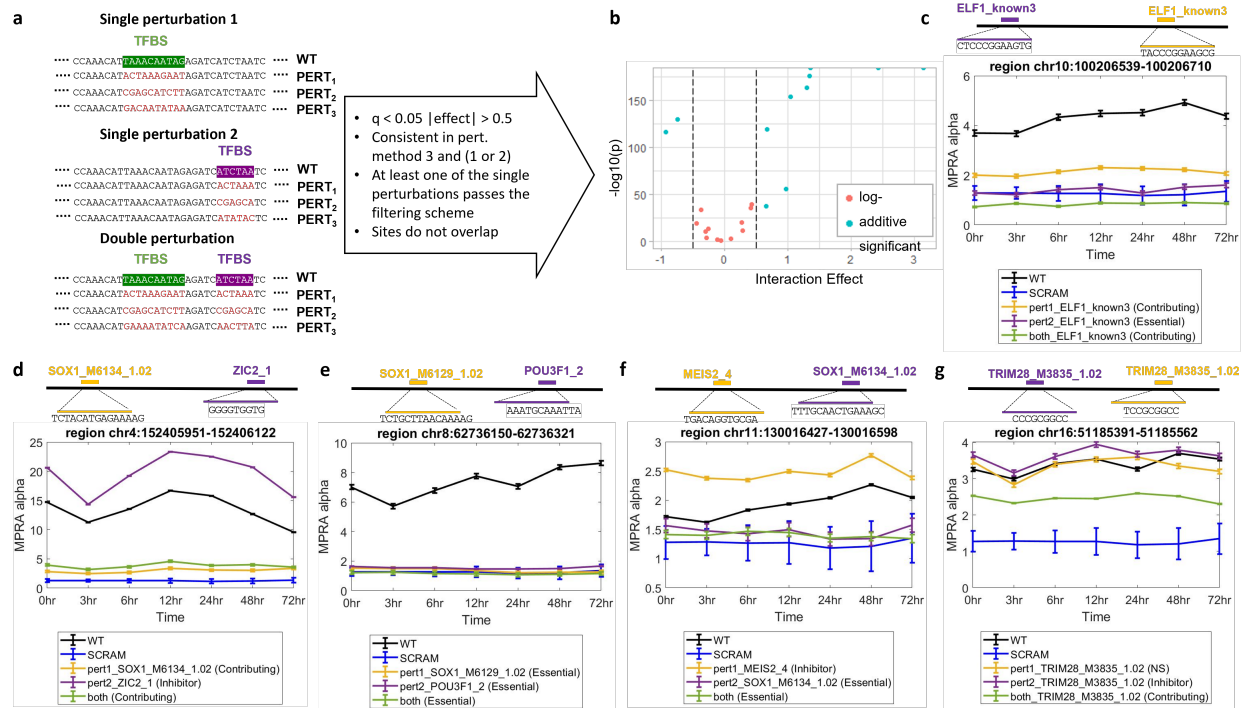 a
Single perturbation 1
TFBS
···· CCAAACATTAAACAATAGAGATCATCTAATC ···· WT
···· CCAAACATACTAAAGAATAGATCATCTAATC ···· PERT1
···· CCAAACATCGAGCATCTTAGATCATCTAATC ···· PERT2
···· CCAAACATGACAATATAAAGATCATCTAATC ···· PERT3
Single perturbation 2
TFBS
···· CCAAACATTAAACAATAGAGATCATCTAATC ···· WT
···· CCAAACATTAAACAATAGAGATCACTAAATC ···· PERT1
···· CCAAACATTAAACAATAGAGATCCGAGCATC ···· PERT2
···· CCAAACATTAAACAATAGAGATCATATACTC ···· PERT3
Double perturbation
TFBS TFBS
···· CCAAACATTAAACAATAGAGATCATCTAATC ···· WT
···· CCAAACATACTAAAGAATAGATCACTAAATC ···· PERT1
···· CCAAACATCGAGCATCTTAGATCCGAGCATC ···· PERT2
···· CCAAACATGAAAATATCAAGATCAACTTATC ···· PERT3
• q < 0.05 |effect| > 0.5
• Consistent in pert.
method 3 and (1 or 2)
• At least one of the single
perturbations passes the
filtering scheme
• Sites do not overlap
b
-log10(p)
150
100
50
0
-1 0 1 2 3
Interaction Effect
log-
additive
significant
c
ELF1_known3 ELF1_known3
CTCCCGGAAGTG TACCCGGAAGCG
region chr10:100206539-100206710
MPRA alpha
6
4
2
0
0hr 3hr 6hr 12hr 24hr 48hr 72hr
Time
WT
SCRAM
pert1_ELF1_known3 (Contributing)
pert2_ELF1_known3 (Essential)
both_ELF1_known3 (Contributing)
d
SOX1_M6134_1.02 ZIC2_1
TCTACATGAGAAAAG GGGGTGGTG
region chr4:152405951-152406122
MPRA alpha
25
20
15
10
5
0
0hr 3hr 6hr 12hr 24hr 48hr 72hr
Time
WT
SCRAM
pert1_SOX1_M6134_1.02 (Contributing)
pert2_ZIC2_1 (Inhibitor)
both (Contributing)
e
SOX1_M6129_1.02 POU3F1_2
TCTGCTTAACAAAAG AAATGCAAATTA
region chr8:62736150-62736321
MPRA alpha
10
8
6
4
2
0
0hr 3hr 6hr 12hr 24hr 48hr 72hr
Time
WT
SCRAM
pert1_SOX1_M6129_1.02 (Essential)
pert2_POU3F1_2 (Essential)
both (Essential)
f
MEIS2_4 SOX1_M6134_1.02
TGACAGGTGCGA TTTGCAACTGAAAGC
region chr11:130016427-130016598
MPRA alpha
3
2.5
2
1.5
1
0.5
0hr 3hr 6hr 12hr 24hr 48hr 72hr
Time
WT
SCRAM
pert1_MEIS2_4 (Inhibitor)
pert2_SOX1_M6134_1.02 (Essential)
both (Essential)
g
TRIM28_M3835_1.02 TRIM28_M3835_1.02
CCCGCGGCC TCCGCGGCC
region chr16:51185391-51185562
MPRA alpha
4
3
2
1
0
0hr 3hr 6hr 12hr 24hr 48hr 72hr
Time
WT
SCRAM
pert1_TRIM28_M3835_1.02 (NS)
pert2_TRIM28_M3835_1.02 (Inhibitor)
both_TRIM28_M3835_1.02 (Contributing)